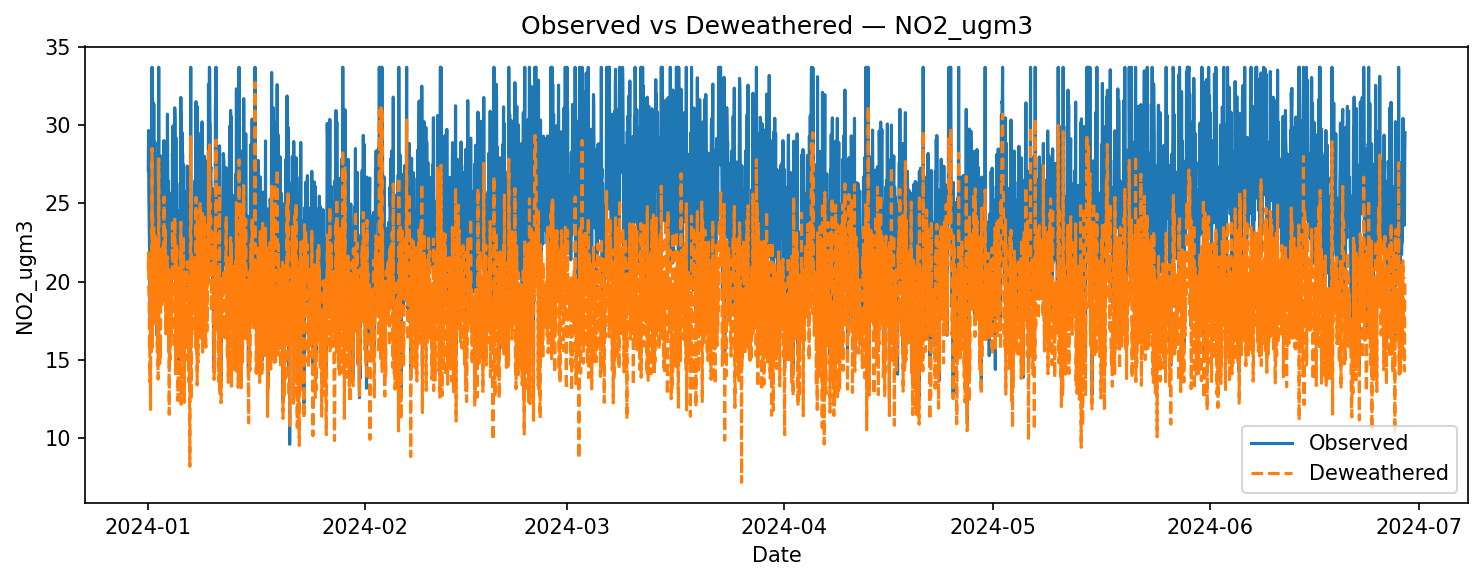 Observed vs Deweathered — NO2_ugm3
35
30
25
20
15
10
NO2_ugm3
2024-01 2024-02 2024-03 2024-04 2024-05 2024-06 2024-07
Date
Observed
Deweathered